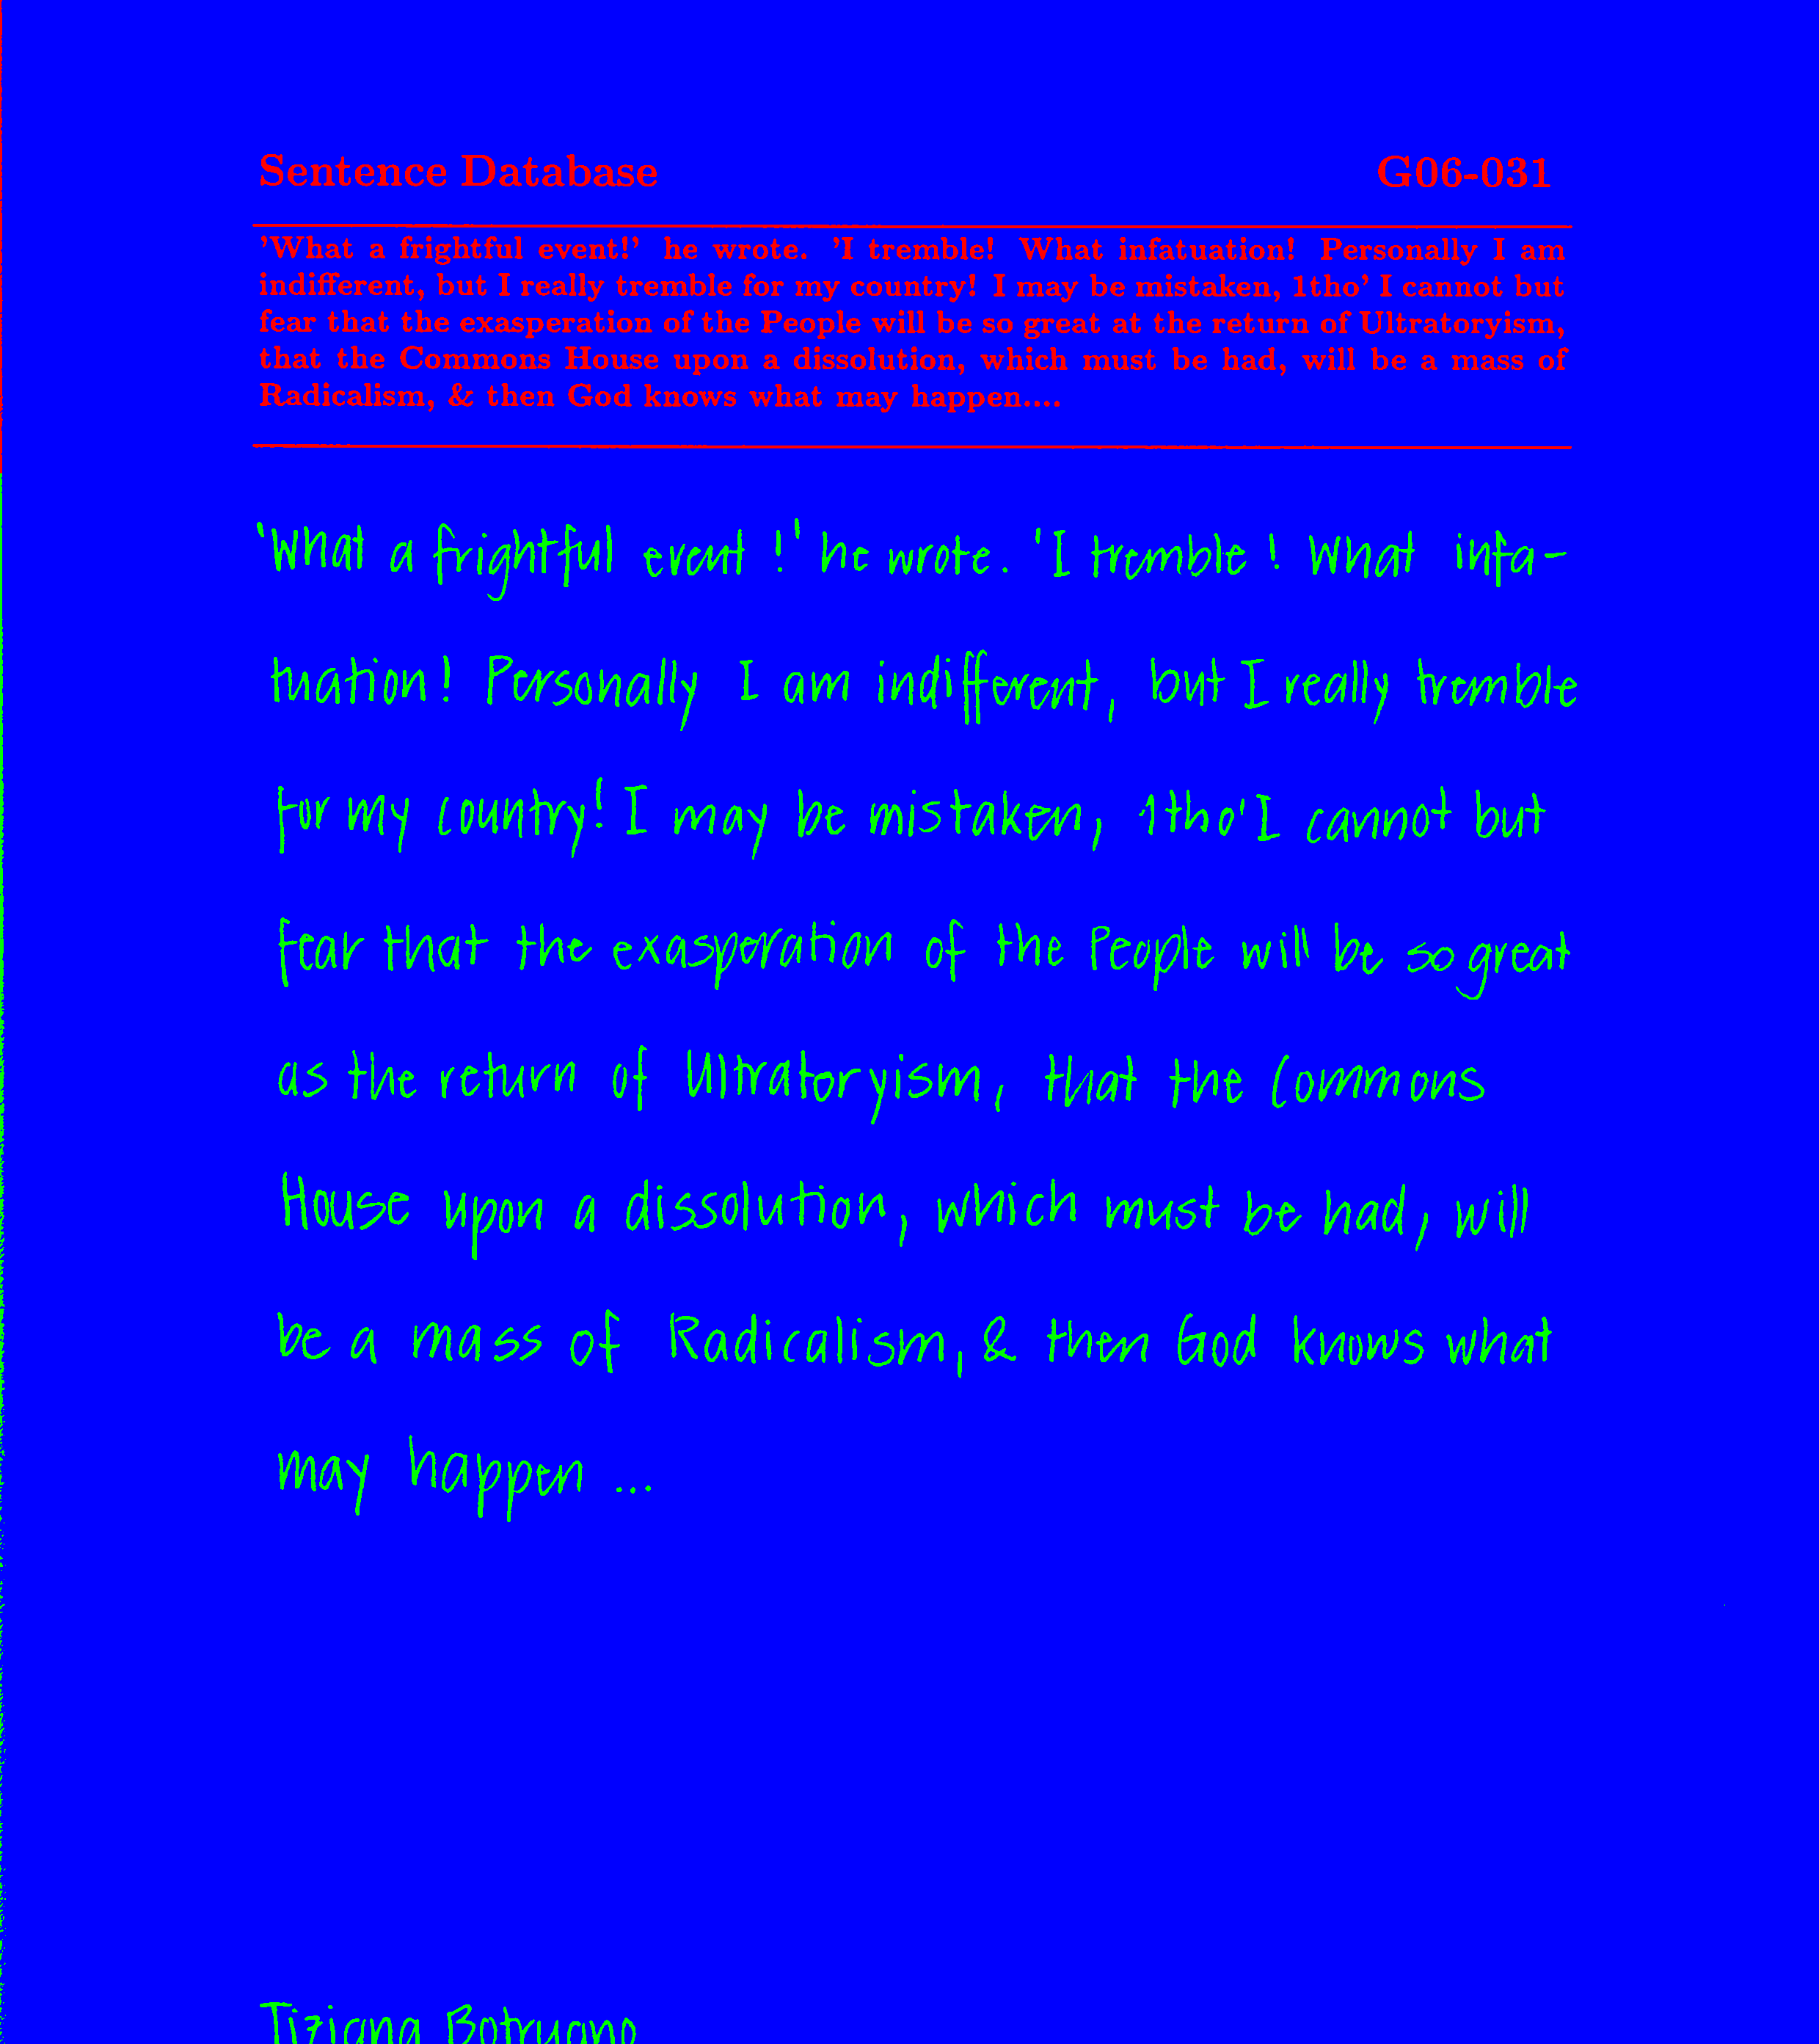 Sentence Database G06-031
'What a frightful event!' he wrote. 'I tremble! What infatuation! Personally I am
indifferent, but I really tremble for my country! I may be mistaken, 1tho' I cannot but
fear that the exasperation of the People will be so great at the return of Ultratoryism,
that the Commons House upon a dissolution, which must be had, will be a mass of
Radicalism, & then God knows what may happen....
'What a frightful event!' he wrote. 'I tremble! What infa-
tuation! Personally I am indifferent, but I really tremble
for my country! I may be mistaken, 1tho' I cannot but
fear that the exasperation of the People will be so great
as the return of Ultratoryism, that the Commons
House upon a dissolution, which must be had, will
be a mass of Radicalism, & then God knows what
may happen ...
Tiziana Botrugno